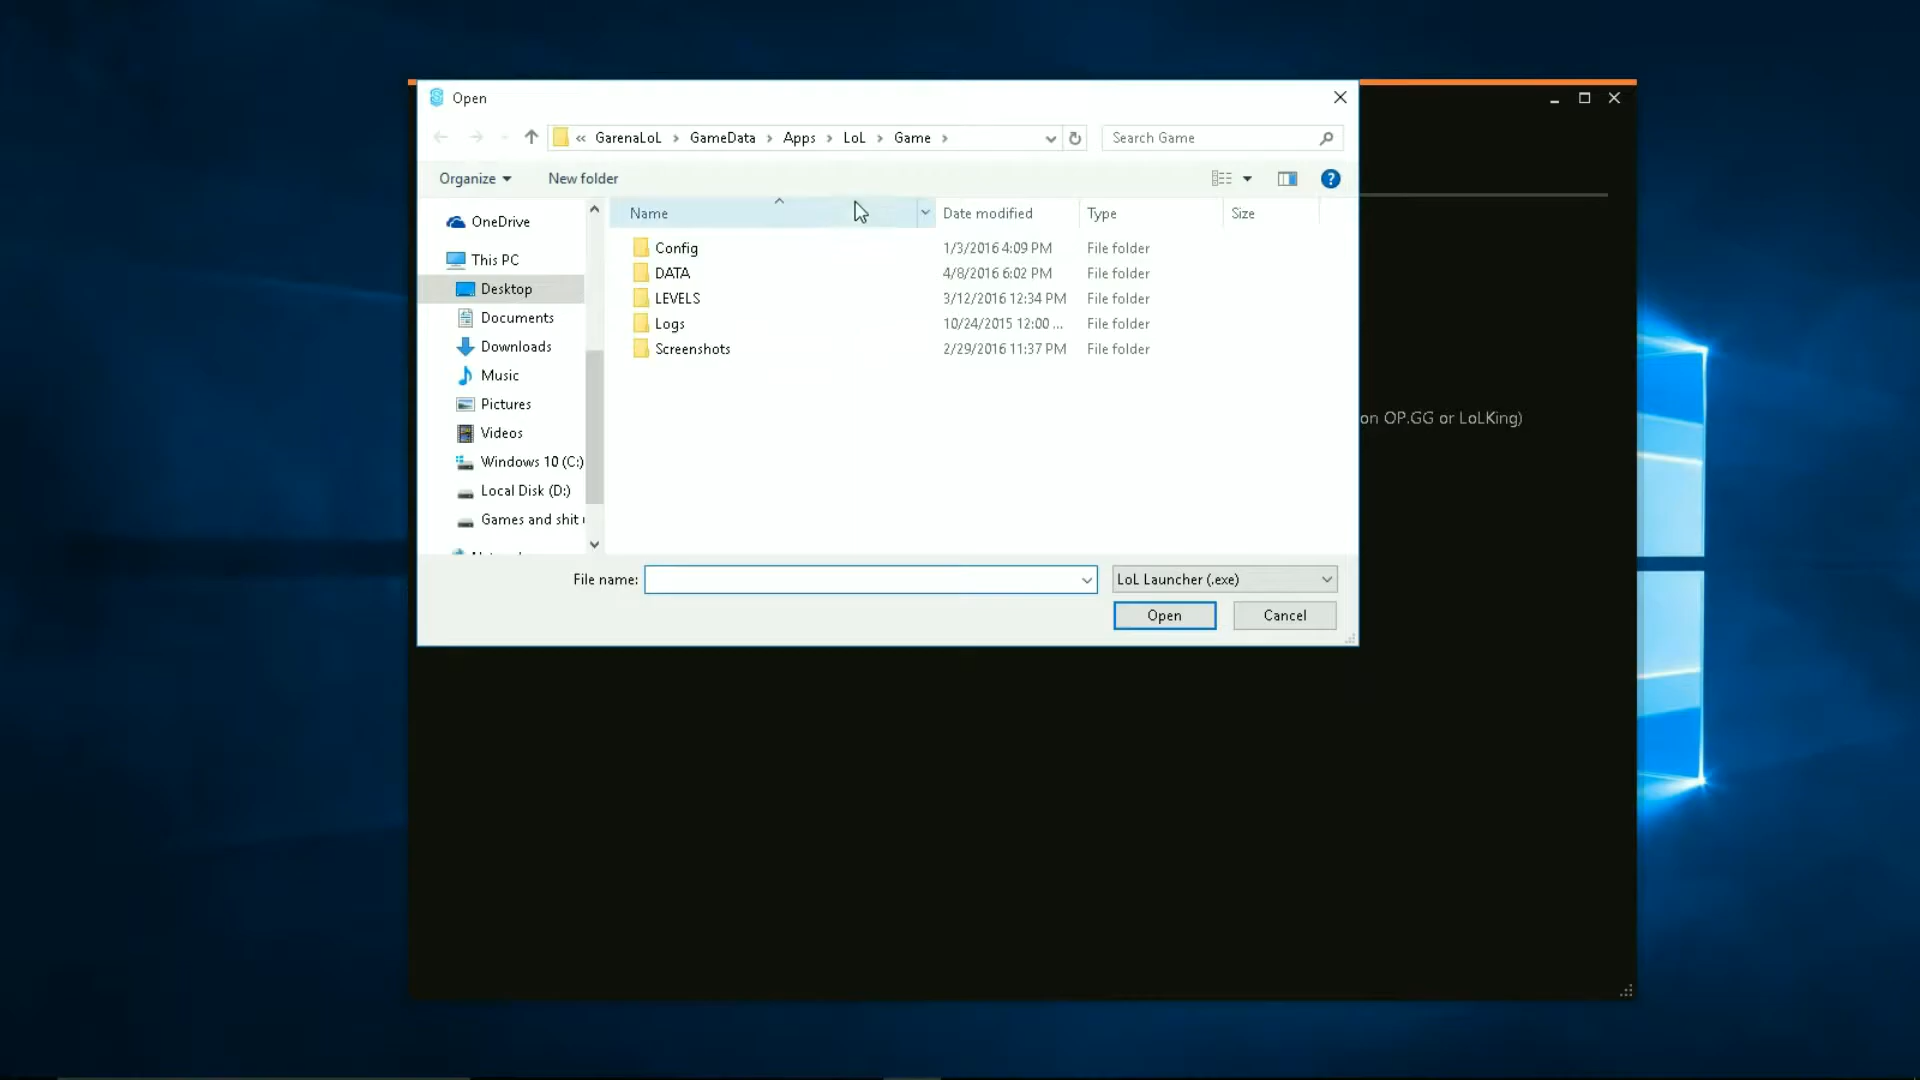 Open
« GarenaLoL > GameData > Apps > LoL > Game >
Search Game
Organize
New folder
Name
Date modified
Type
Size
OneDrive
This PC
Desktop
Documents
Downloads
Music
Pictures
Videos
Windows 10 (C:)
Local Disk (D:)
Games and shit
Config 1/3/2016 4:09 PM File folder
DATA 4/8/2016 6:02 PM File folder
LEVELS 3/12/2016 12:34 PM File folder
Logs 10/24/2015 12:00 ... File folder
Screenshots 2/29/2016 11:37 PM File folder
on OP.GG or LoLKing)
File name:
LoL Launcher (.exe)
Open
Cancel